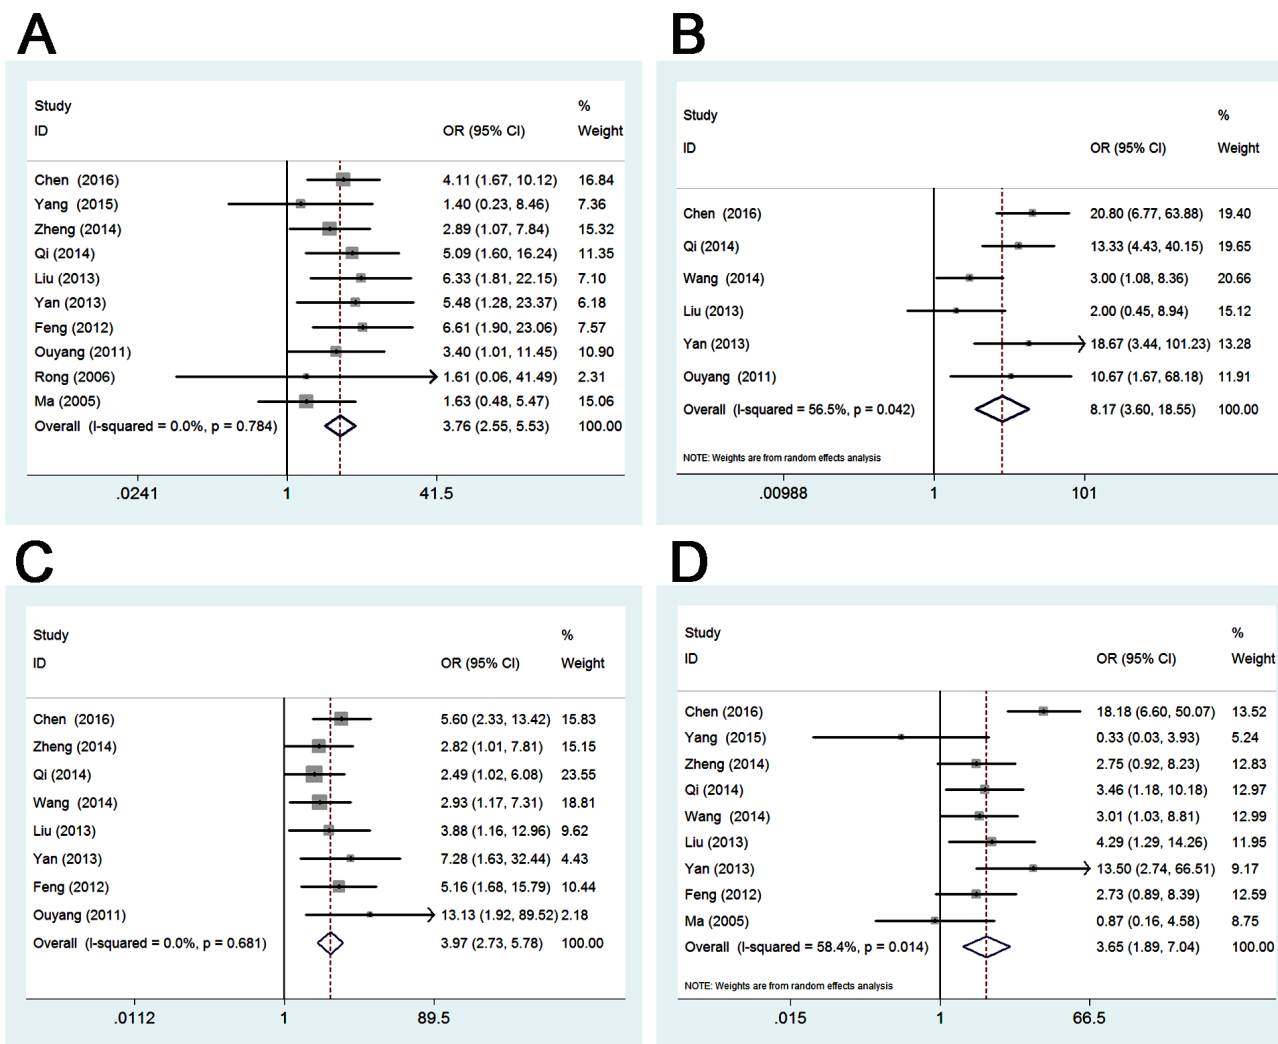 A
Study %
ID OR (95% CI) Weight
Chen (2016) 4.11 (1.67, 10.12) 16.84
Yang (2015) 1.40 (0.23, 8.46) 7.36
Zheng (2014) 2.89 (1.07, 7.84) 15.32
Qi (2014) 5.09 (1.60, 16.24) 11.35
Liu (2013) 6.33 (1.81, 22.15) 7.10
Yan (2013) 5.48 (1.28, 23.37) 6.18
Feng (2012) 6.61 (1.90, 23.06) 7.57
Ouyang (2011) 3.40 (1.01, 11.45) 10.90
Rong (2006) 1.61 (0.06, 41.49) 2.31
Ma (2005) 1.63 (0.48, 5.47) 15.06
Overall (I-squared = 0.0%, p = 0.784) 3.76 (2.55, 5.53) 100.00
.0241 1 41.5
B
Study %
ID OR (95% CI) Weight
Chen (2016) 20.80 (6.77, 63.88) 19.40
Qi (2014) 13.33 (4.43, 40.15) 19.65
Wang (2014) 3.00 (1.08, 8.36) 20.66
Liu (2013) 2.00 (0.45, 8.94) 15.12
Yan (2013) 18.67 (3.44, 101.23) 13.28
Ouyang (2011) 10.67 (1.67, 68.18) 11.91
Overall (I-squared = 56.5%, p = 0.042) 8.17 (3.60, 18.55) 100.00
NOTE: Weights are from random effects analysis
.00988 1 101
C
Study %
ID OR (95% CI) Weight
Chen (2016) 5.60 (2.33, 13.42) 15.83
Zheng (2014) 2.82 (1.01, 7.81) 15.15
Qi (2014) 2.49 (1.02, 6.08) 23.55
Wang (2014) 2.93 (1.17, 7.31) 18.81
Liu (2013) 3.88 (1.16, 12.96) 9.62
Yan (2013) 7.28 (1.63, 32.44) 4.43
Feng (2012) 5.16 (1.68, 15.79) 10.44
Ouyang (2011) 13.13 (1.92, 89.52) 2.18
Overall (I-squared = 0.0%, p = 0.681) 3.97 (2.73, 5.78) 100.00
.0112 1 89.5
D
Study %
ID OR (95% CI) Weight
Chen (2016) 18.18 (6.60, 50.07) 13.52
Yang (2015) 0.33 (0.03, 3.93) 5.24
Zheng (2014) 2.75 (0.92, 8.23) 12.83
Qi (2014) 3.46 (1.18, 10.18) 12.97
Wang (2014) 3.01 (1.03, 8.81) 12.99
Liu (2013) 4.29 (1.29, 14.26) 11.95
Yan (2013) 13.50 (2.74, 66.51) 9.17
Feng (2012) 2.73 (0.89, 8.39) 12.59
Ma (2005) 0.87 (0.16, 4.58) 8.75
Overall (I-squared = 58.4%, p = 0.014) 3.65 (1.89, 7.04) 100.00
NOTE: Weights are from random effects analysis
.015 1 66.5